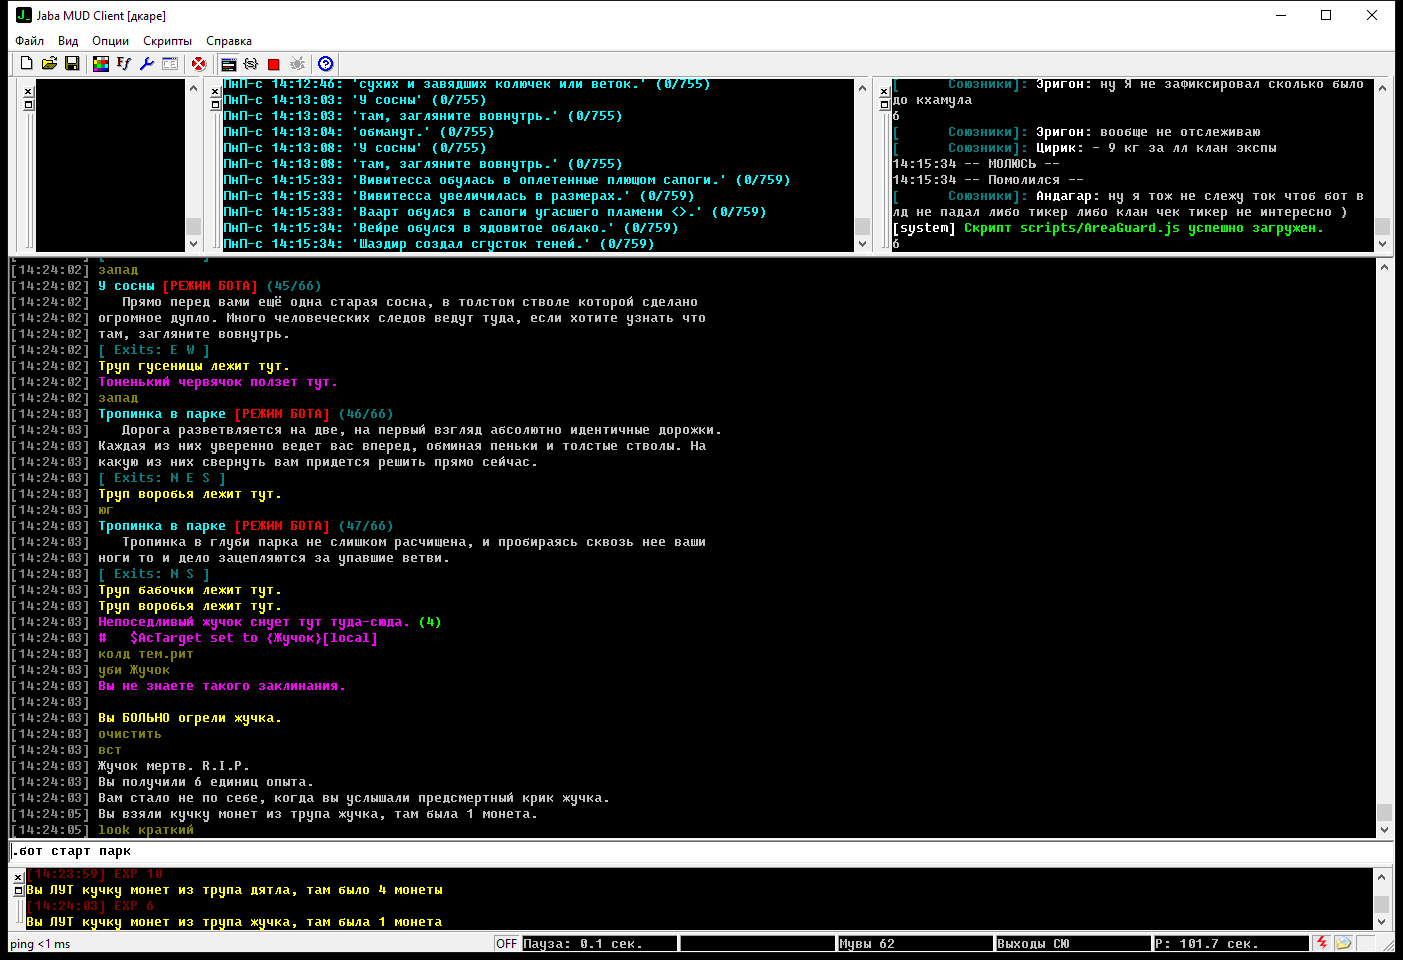 Jaba MUD Client [дкаре]
Файл Вид Опции Скрипты Справка
ПнП-с 14:12:46: 'сухих и завядших колючек или веток.' (0/755)
ПнП-с 14:13:03: 'У сосны' (0/755)
ПнП-с 14:13:03: 'там, загляните вовнутрь.' (0/755)
ПнП-с 14:13:04: 'обманут.' (0/755)
ПнП-с 14:13:08: 'У сосны' (0/755)
ПнП-с 14:13:08: 'там, загляните вовнутрь.' (0/755)
ПнП-с 14:15:33: 'Вивитесса обулась в оплетенные плющом сапоги.' (0/759)
ПнП-с 14:15:33: 'Вивитесса увеличилась в размерах.' (0/759)
ПнП-с 14:15:33: 'Ваарт обулся в сапоги угасшего пламени <>.' (0/759)
ПнП-с 14:15:34: 'Вейре обулся в ядовитое облако.' (0/759)
ПнП-с 14:15:34: 'Шаздир создал сгусток теней.' (0/759)
[ Союзники]: Эригон: ну Я не зафиксировал сколько было
до кхамула
6
[ Союзники]: Эригон: вообще не отслеживаю
[ Союзники]: Цирик: - 9 кг за лл клан экспы
14:15:34 -- МОЛЮСЬ --
14:15:34 -- Помолился --
[ Союзники]: Андагар: ну я тож не слежу ток чтоб бот в
лд не падал либо тикер либо клан чек тикер не интересно )
[system] Скрипт scripts/AreaGuard.js успешно загружен.
6
[14:24:02] запад
[14:24:02] У сосны [РЕЖИМ БОТА] (45/66)
[14:24:02] Прямо перед вами ещё одна старая сосна, в толстом стволе которой сделано
[14:24:02] огромное дупло. Много человеческих следов ведут туда, если хотите узнать что
[14:24:02] там, загляните вовнутрь.
[14:24:02] [ Exits: E W ]
[14:24:02] Труп гусеницы лежит тут.
[14:24:02] Тоненький червячок ползет тут.
[14:24:02] запад
[14:24:03] Тропинка в парке [РЕЖИМ БОТА] (46/66)
[14:24:03] Дорога разветвляется на две, на первый взгляд абсолютно идентичные дорожки.
[14:24:03] Каждая из них уверенно ведет вас вперед, обминая пеньки и толстые стволы. На
[14:24:03] какую из них свернуть вам придется решить прямо сейчас.
[14:24:03] [ Exits: N E S ]
[14:24:03] Труп воробья лежит тут.
[14:24:03] юг
[14:24:03] Тропинка в парке [РЕЖИМ БОТА] (47/66)
[14:24:03] Тропинка в глуби парка не слишком расчищена, и пробираясь сквозь нее ваши
[14:24:03] ноги то и дело зацепляются за упавшие ветви.
[14:24:03] [ Exits: N S ]
[14:24:03] Труп бабочки лежит тут.
[14:24:03] Труп воробья лежит тут.
[14:24:03] Непоседливый жучок снует тут туда-сюда. (4)
[14:24:03] # $AcTarget set to {Жучок}[local]
[14:24:03] колд тем.рит
[14:24:03] уби Жучок
[14:24:03] Вы не знаете такого заклинания.
[14:24:03]
[14:24:03] Вы БОЛЬНО огрели жучка.
[14:24:03] очистить
[14:24:03] вст
[14:24:03] Жучок мертв. R.I.P.
[14:24:03] Вы получили 6 единиц опыта.
[14:24:03] Вам стало не по себе, когда вы услышали предсмертный крик жучка.
[14:24:05] Вы взяли кучку монет из трупа жучка, там была 1 монета.
[14:24:05] look краткий
.бот старт парк
[14:23:59] EXP 10
Вы ЛУТ кучку монет из трупа дятла, там было 4 монеты
[14:24:03] EXP 6
Вы ЛУТ кучку монет из трупа жучка, там была 1 монета
ping <1 ms OFF Пауза: 0.1 сек. Мувы 62 Выходы СЮ Р: 101.7 сек.